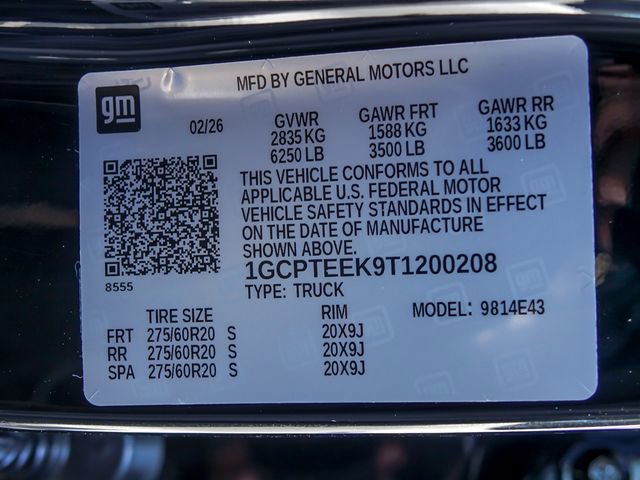 MFD BY GENERAL MOTORS LLC
gm
02/26 GVWR GAWR FRT GAWR RR
2835 KG 1588 KG 1633 KG
6250 LB 3500 LB 3600 LB
THIS VEHICLE CONFORMS TO ALL
APPLICABLE U.S. FEDERAL MOTOR
VEHICLE SAFETY STANDARDS IN EFFECT
ON THE DATE OF MANUFACTURE
SHOWN ABOVE.
1GCPTEEK9T1200208
8555
TYPE: TRUCK
TIRE SIZE RIM MODEL: 9814E43
FRT 275/60R20 S 20X9J
RR 275/60R20 S 20X9J
SPA 275/60R20 S 20X9J